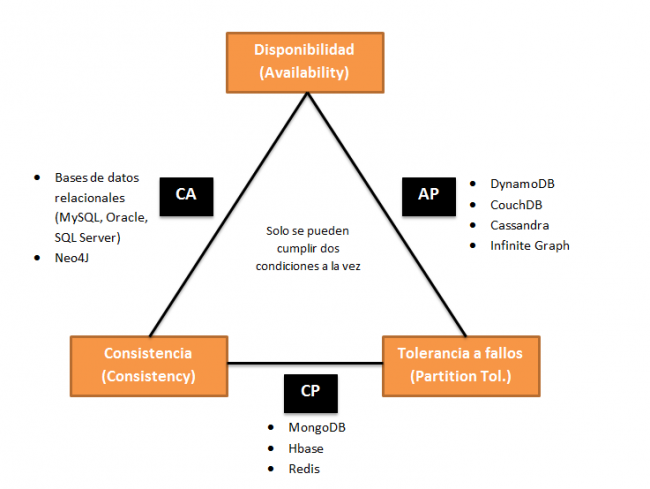 Disponibilidad
(Availability)
• Bases de datos
relacionales
(MySQL, Oracle,
SQL Server)
• Neo4J
CA
AP
• DynamoDB
• CouchDB
• Cassandra
• Infinite Graph
Solo se pueden
cumplir dos
condiciones a la vez
Consistencia
(Consistency)
Tolerancia a fallos
(Partition Tol.)
CP
• MongoDB
• Hbase
• Redis